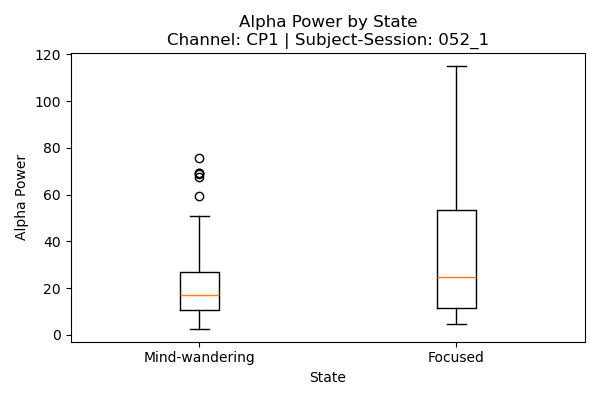 Alpha Power by State
Channel: CP1 | Subject-Session: 052_1
Alpha Power
120
100
80
60
40
20
0
Mind-wandering
Focused
State